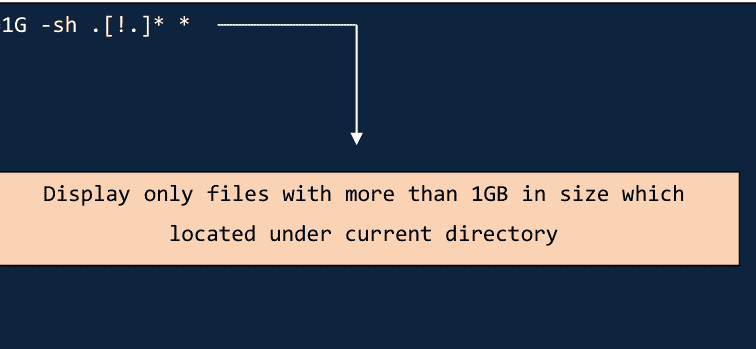 1G -sh .[!.]* *
Display only files with more than 1GB in size which
located under current directory